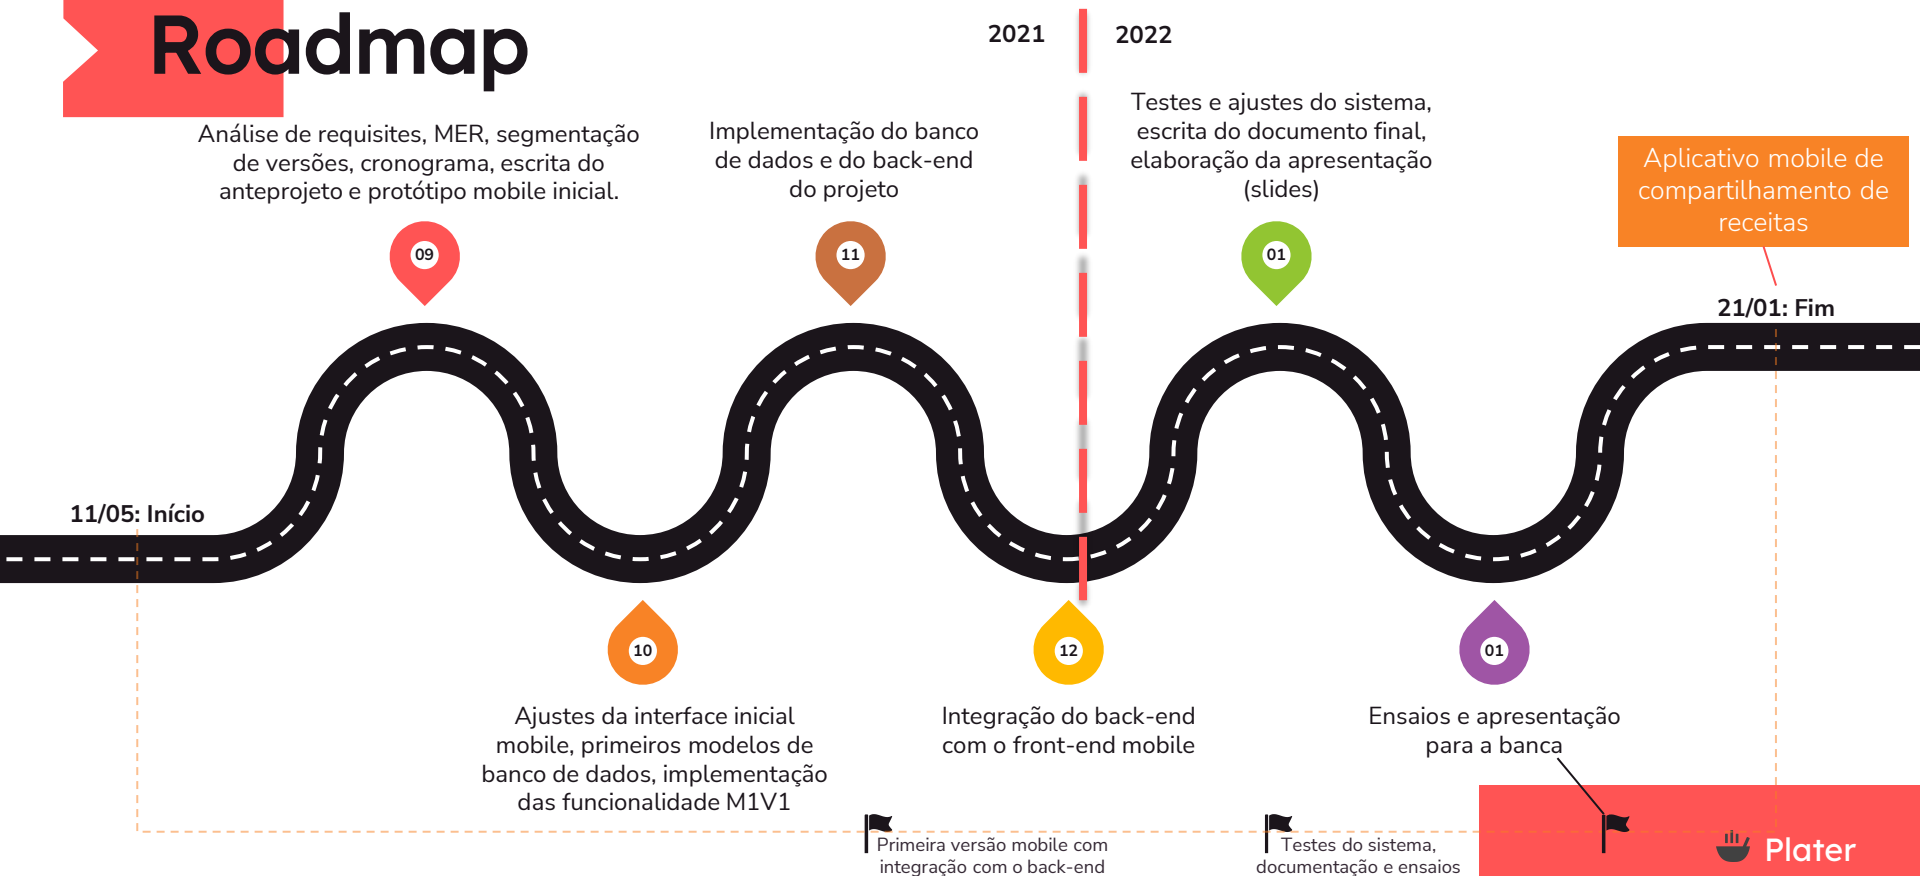 Roadmap
2021
2022
Análise de requisites, MER, segmentação
de versões, cronograma, escrita do
anteprojeto e protótipo mobile inicial.
Implementação do banco
de dados e do back-end
do projeto
Testes e ajustes do sistema,
escrita do documento final,
elaboração da apresentação
(slides)
Aplicativo mobile de
compartilhamento de
receitas
09
11
01
21/01: Fim
11/05: Início
10
12
01
Ajustes da interface inicial
mobile, primeiros modelos de
banco de dados, implementação
das funcionalidade M1V1
Integração do back-end
com o front-end mobile
Ensaios e apresentação
para a banca
Primeira versão mobile com
integração com o back-end
Testes do sistema,
documentação e ensaios
Plater